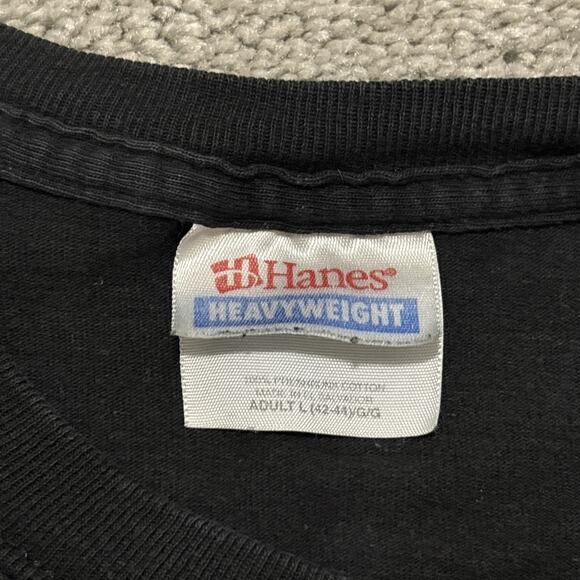 Hanes®
HEAVYWEIGHT
100% PRESHRUNK COTTON
MADE IN EL SALVADOR
ADULT L (42-44)/G/G